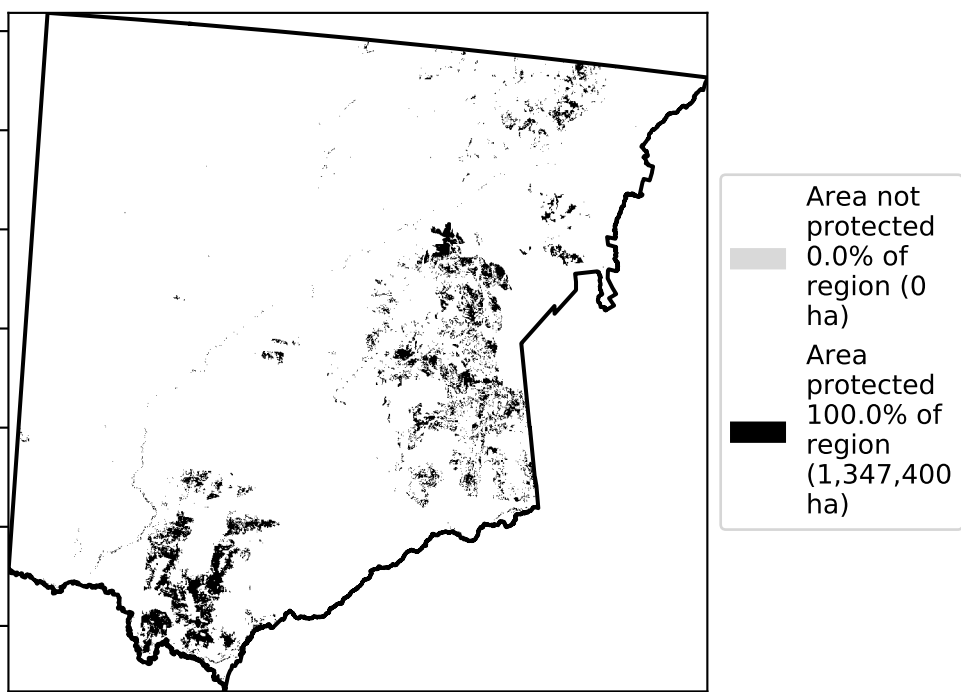 Area not
protected
0.0% of
region (0
ha)
Area
protected
100.0% of
region
(1,347,400
ha)